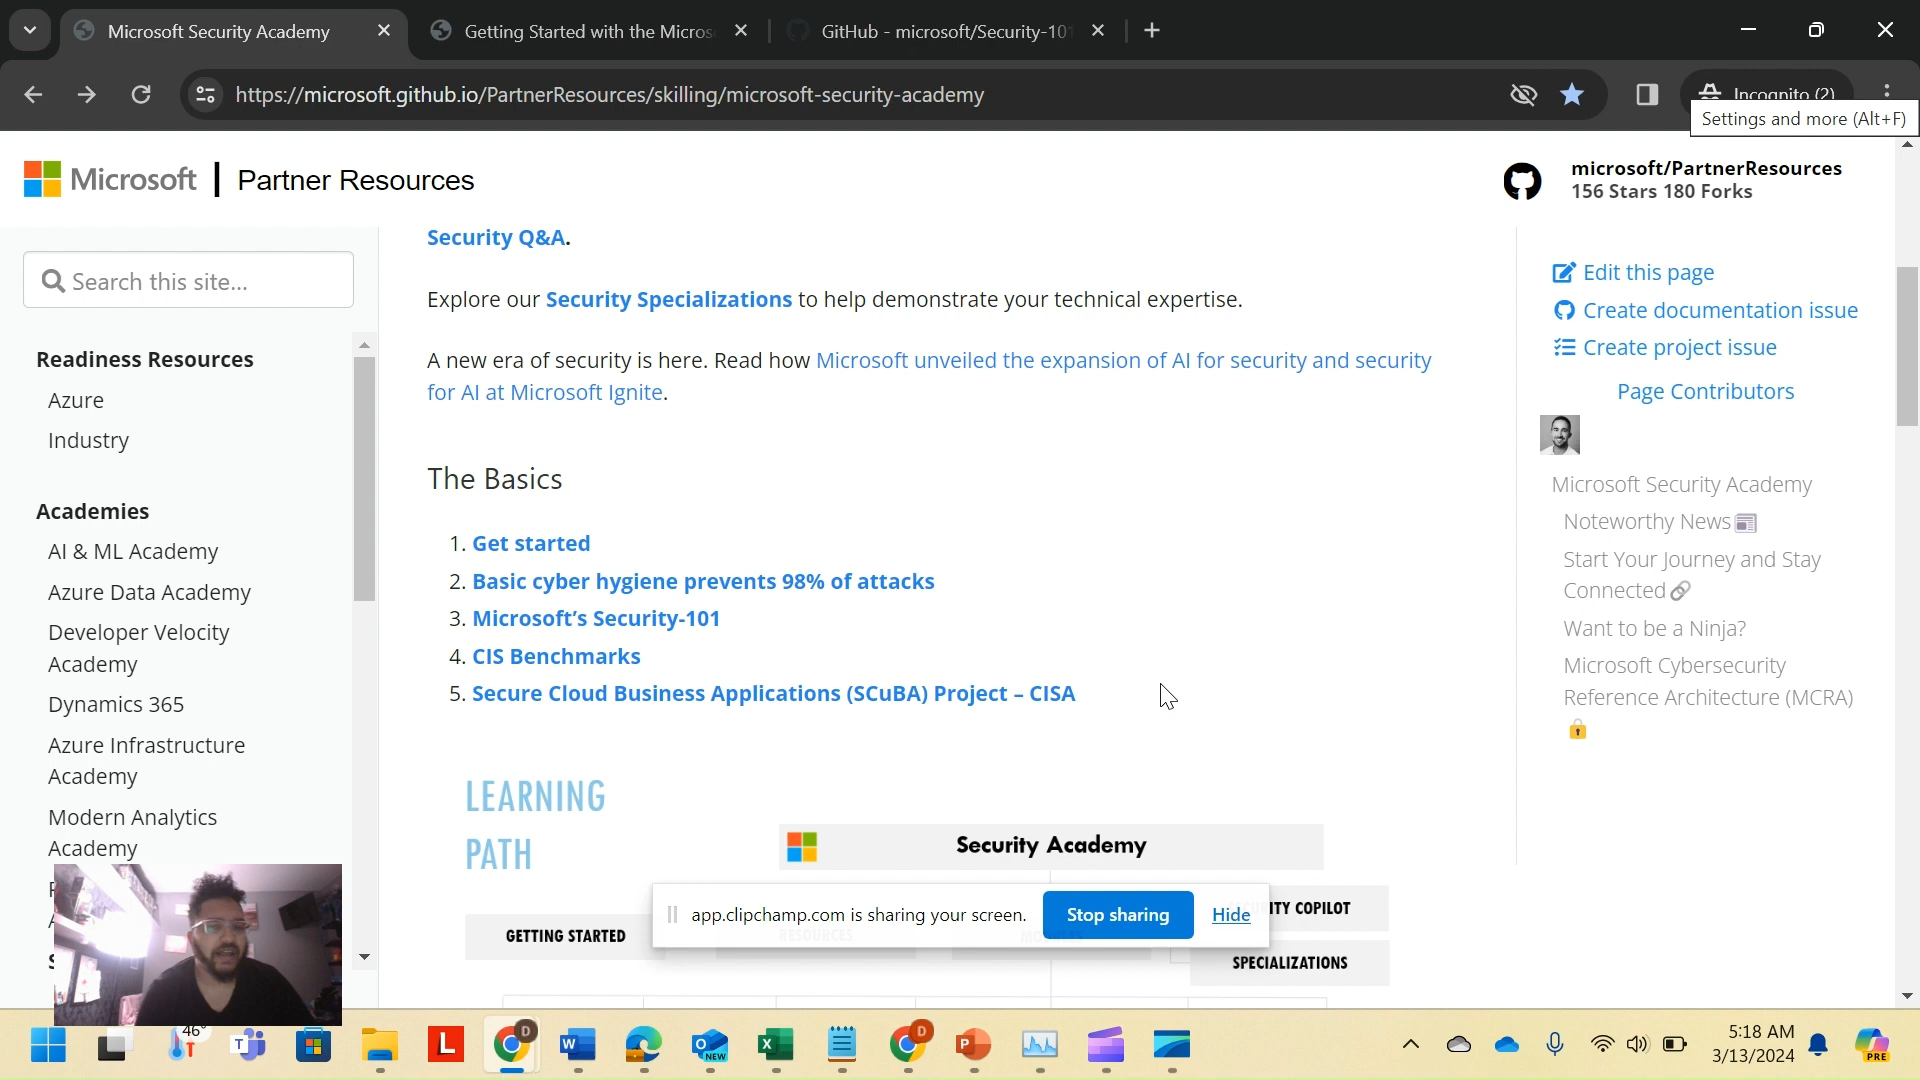 Microsoft Security Academy
Getting Started with the Micros
GitHub - microsoft/Security-101
https://microsoft.github.io/PartnerResources/skilling/microsoft-security-academy
Incognito (2)
Settings and more (Alt+F)
Microsoft | Partner Resources
microsoft/PartnerResources
156 Stars 180 Forks
Search this site...
Readiness Resources
Azure
Industry
Academies
AI & ML Academy
Azure Data Academy
Developer Velocity
Academy
Dynamics 365
Azure Infrastructure
Academy
Modern Analytics
Academy
Security Q&A.
Explore our Security Specializations to help demonstrate your technical expertise.
A new era of security is here. Read how Microsoft unveiled the expansion of AI for security and security
for AI at Microsoft Ignite.
The Basics
1. Get started
2. Basic cyber hygiene prevents 98% of attacks
3. Microsoft's Security-101
4. CIS Benchmarks
5. Secure Cloud Business Applications (SCuBA) Project – CISA
LEARNING
PATH
Security Academy
GETTING STARTED
RESOURCES
ITY COPILOT
SPECIALIZATIONS
app.clipchamp.com is sharing your screen.
Stop sharing
Hide
Edit this page
Create documentation issue
Create project issue
Page Contributors
Microsoft Security Academy
Noteworthy News
Start Your Journey and Stay
Connected
Want to be a Ninja?
Microsoft Cybersecurity
Reference Architecture (MCRA)
46°
T
L
D
W
NEW
X
D
P
5:18 AM
3/13/2024
PRE